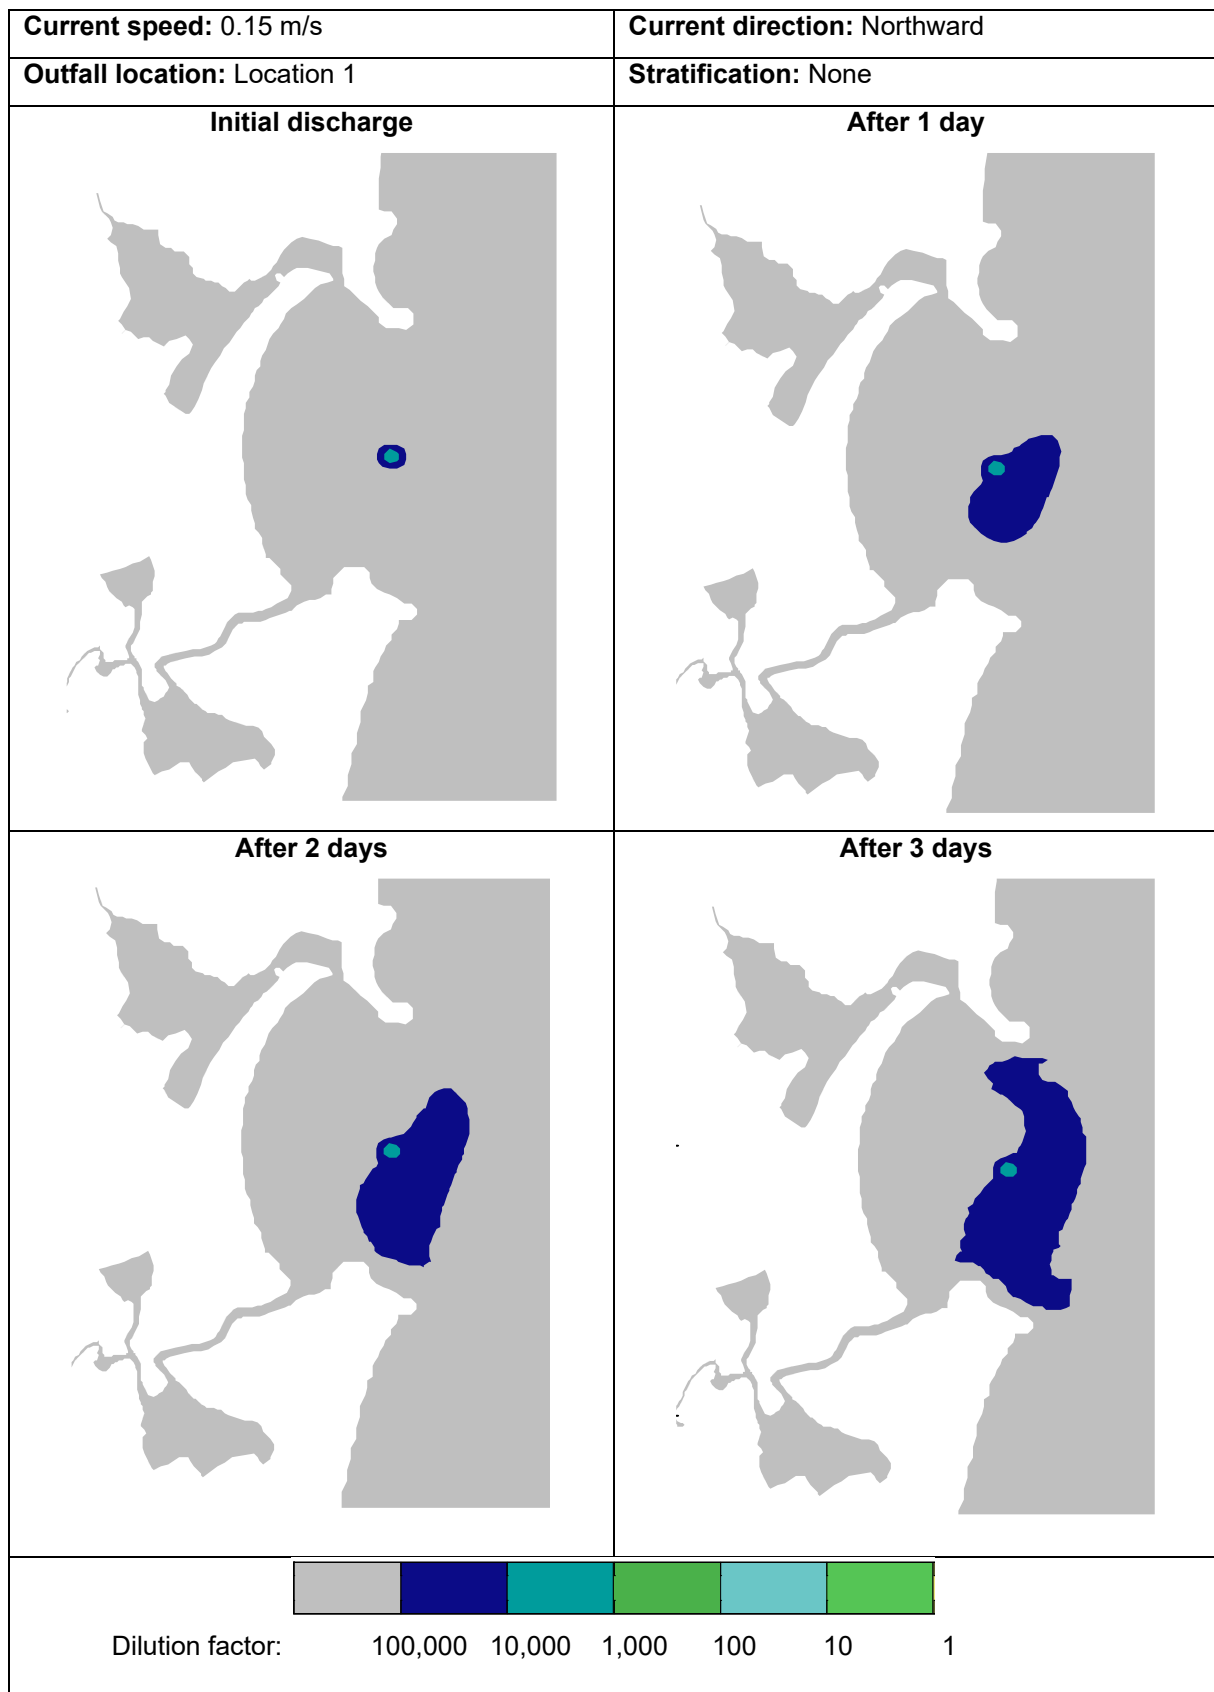 Current speed: 0.15 m/s
Current direction: Northward
Outfall location: Location 1
Stratification: None
Initial discharge
After 1 day
After 2 days
After 3 days
Dilution factor: 100,000 10,000 1,000 100 10 1